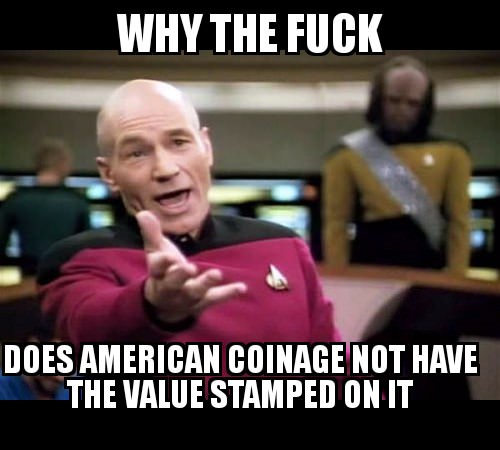 WHY THE FUCK
DOES AMERICAN COINAGE NOT HAVE
THE VALUE STAMPED ON IT